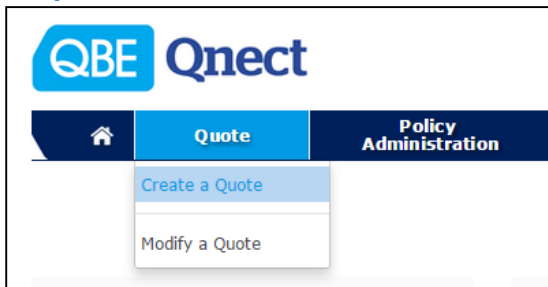 QBE Qnect
Quote
Policy
Administration
Create a Quote
Modify a Quote